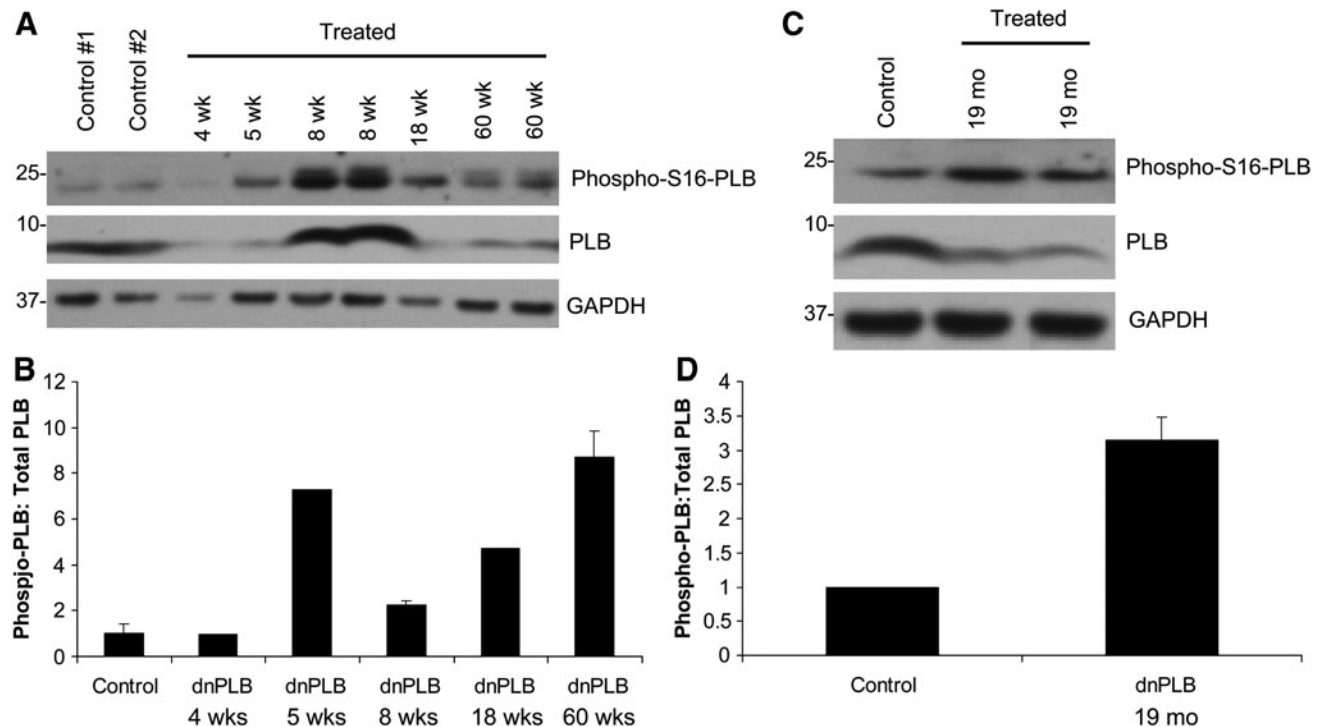 A
Treated
Control #1
Control #2
4 wk
5 wk
8 wk
8 wk
18 wk
60 wk
60 wk
25-
Phospho-S16-PLB
10-
PLB
37-
GAPDH
C
Treated
Control
19 mo
19 mo
25-
Phospho-S16-PLB
10-
PLB
37-
GAPDH
B
Phospjo-PLB: Total PLB
12
10
8
6
4
2
0
Control
dnPLB
4 wks
dnPLB
5 wks
dnPLB
8 wks
dnPLB
18 wks
dnPLB
60 wks
D
Phospho-PLB:Total PLB
4
3.5
3
2.5
2
1.5
1
0.5
0
Control
dnPLB
19 mo